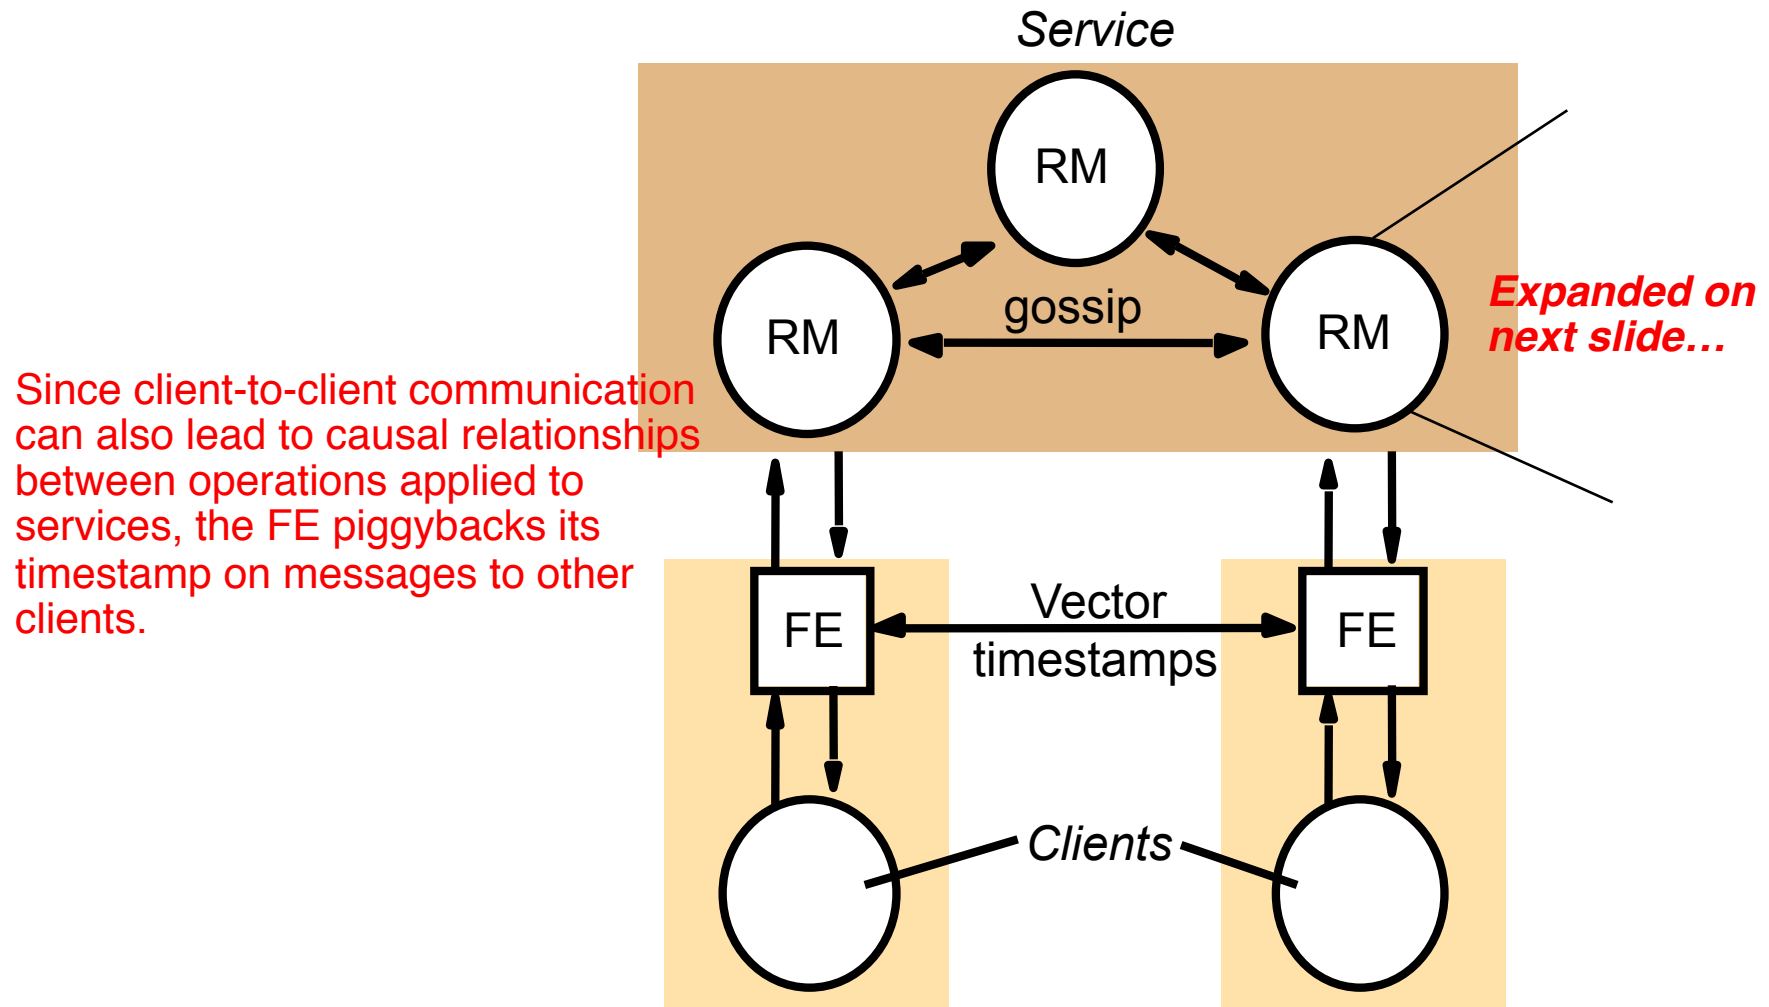 Service
RM
RM
gossip
RM
Expanded on
next slide…
Since client-to-client communication
can also lead to causal relationships
between operations applied to
services, the FE piggybacks its
timestamp on messages to other
clients.
FE
Vector
timestamps
FE
Clients